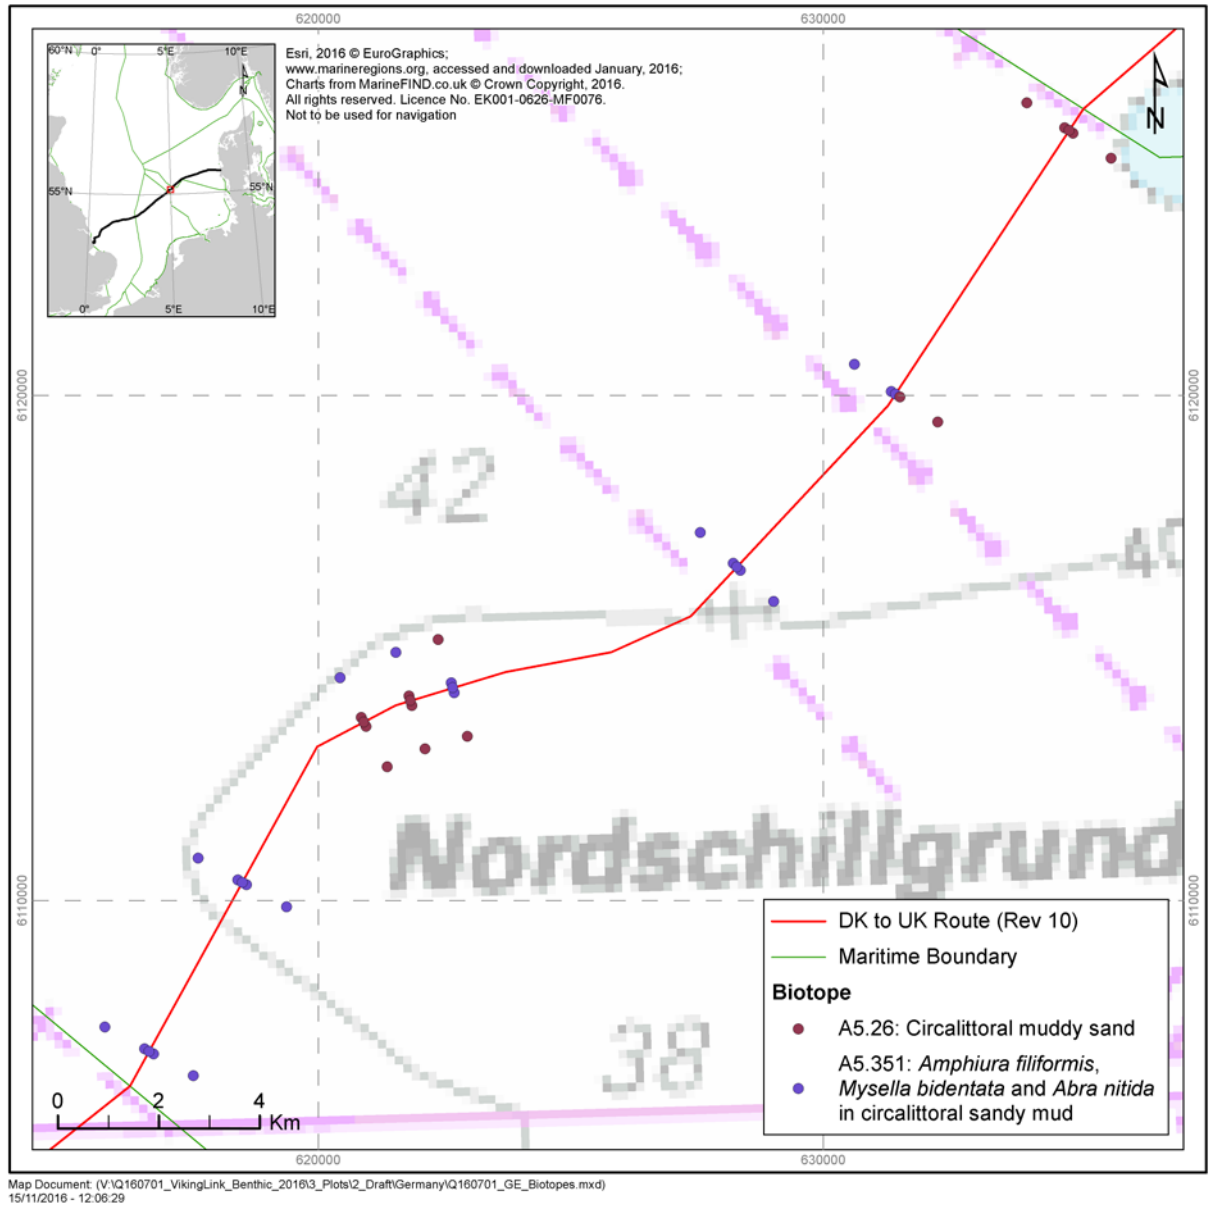 620000
630000
60°N
0°
5°E
10°E
N
55°N
55°N
0°
5°E
10°E
Esri, 2016 © EuroGraphics;
www.marineregions.org, accessed and downloaded January, 2016;
Charts from MarineFIND.co.uk © Crown Copyright, 2016.
All rights reserved. Licence No. EK001-0626-MF0076.
Not to be used for navigation
N
6120000
6120000
42
Nordschillgrund
6110000
6110000
38
DK to UK Route (Rev 10)
Maritime Boundary
Biotope
A5.26: Circalittoral muddy sand
A5.351: Amphiura filiformis,
Mysella bidentata and Abra nitida
in circalittoral sandy mud
0 2 4
Km
620000
630000
Map Document: (V:\Q160701_VikingLink_Benthic_2016\3_Plots\2_Draft\Germany\Q160701_GE_Biotopes.mxd)
15/11/2016 - 12:06:29